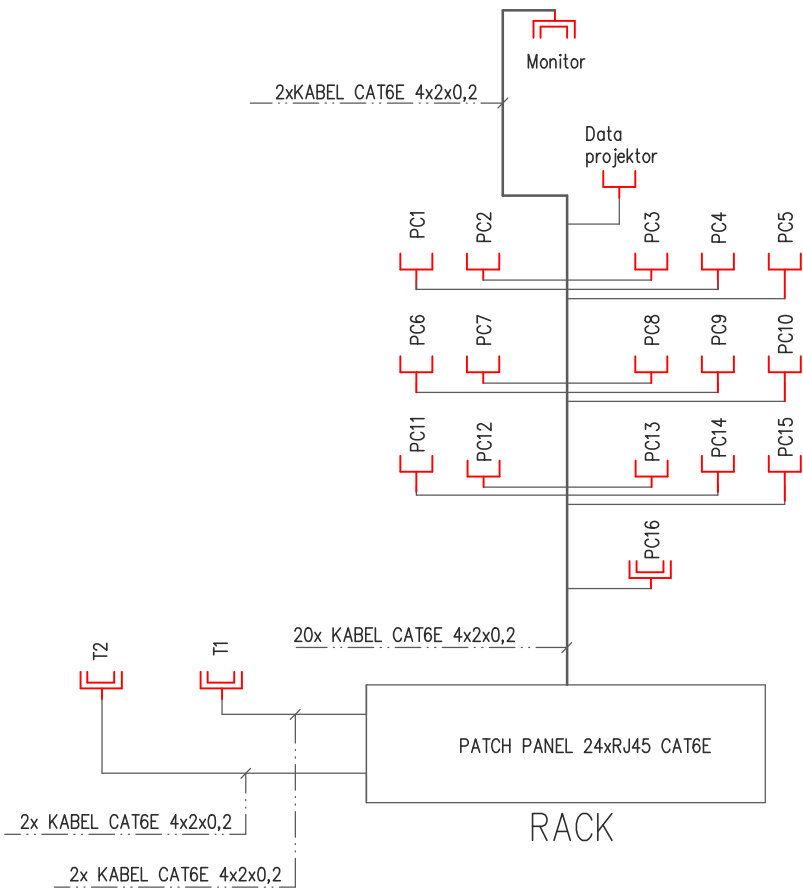 Monitor
2xKABEL CAT6E 4x2x0,2
Data
projektor
PC1
PC2
PC3
PC4
PC5
PC6
PC7
PC8
PC9
PC10
PC11
PC12
PC13
PC14
PC15
PC16
20x KABEL CAT6E 4x2x0,2
T2
T1
PATCH PANEL 24xRJ45 CAT6E
2x KABEL CAT6E 4x2x0,2
RACK
2x KABEL CAT6E 4x2x0,2